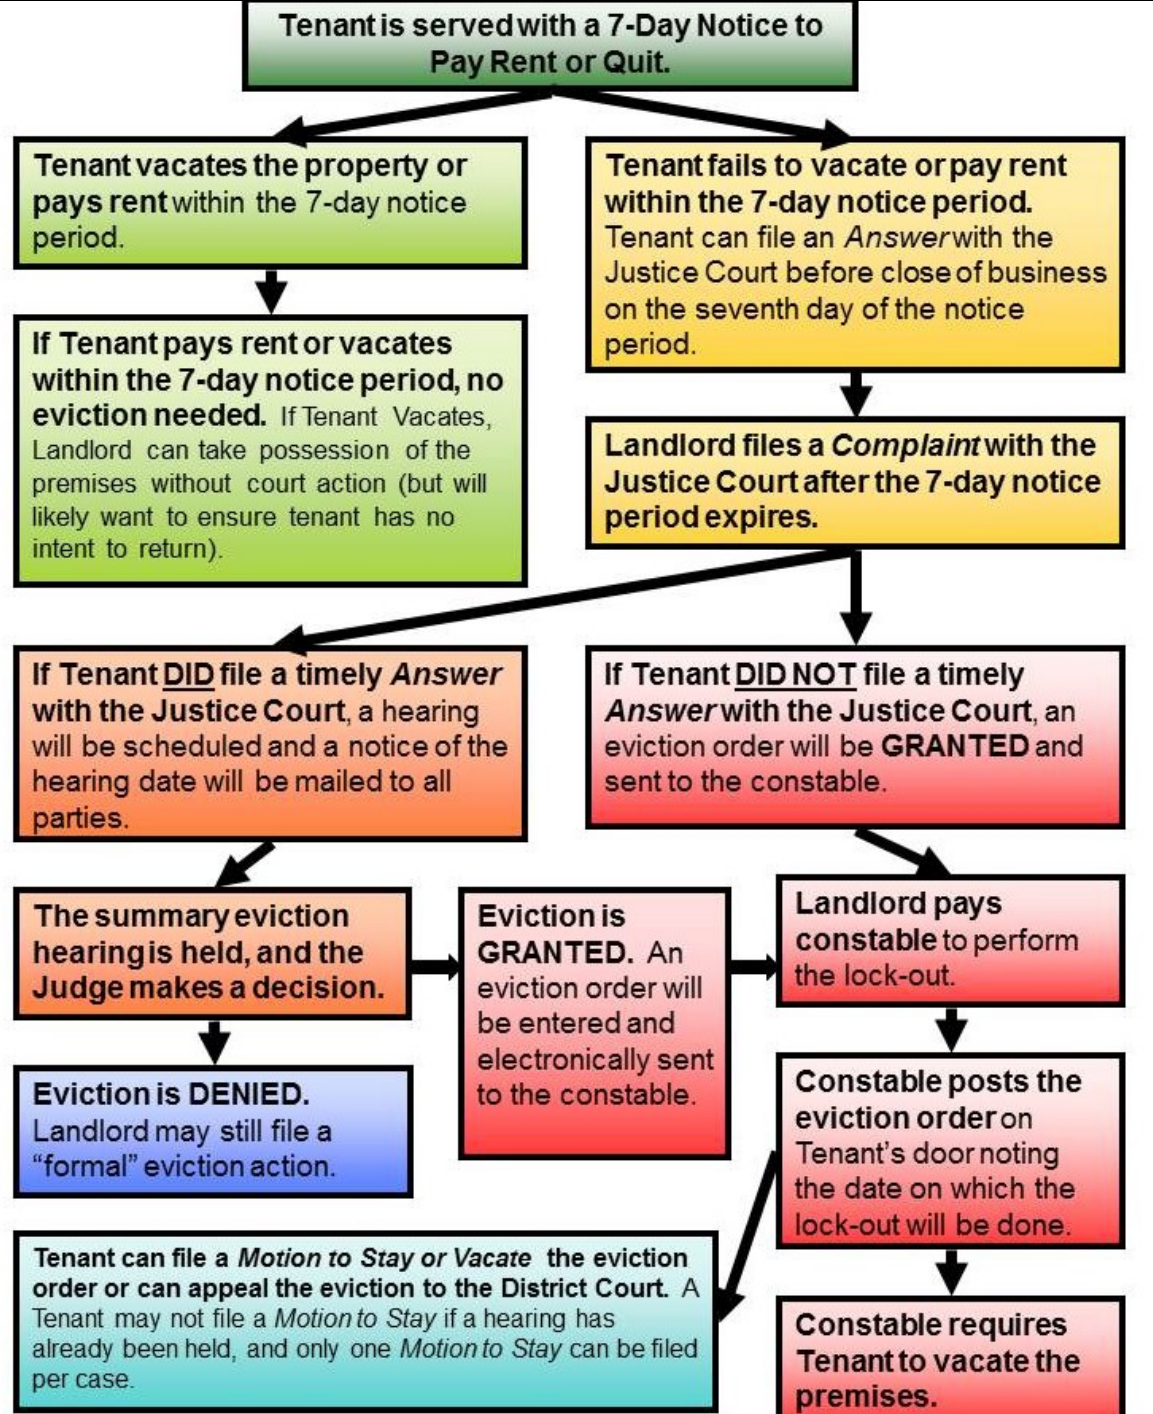 Tenant is served with a 7-Day Notice to
Pay Rent or Quit.
Tenant vacates the property or
pays rent within the 7-day notice
period.
Tenant fails to vacate or pay rent
within the 7-day notice period.
Tenant can file an Answer with the
Justice Court before close of business
on the seventh day of the notice
period.
If Tenant pays rent or vacates
within the 7-day notice period, no
eviction needed. If Tenant Vacates,
Landlord can take possession of the
premises without court action (but will
likely want to ensure tenant has no
intent to return).
Landlord files a Complaint with the
Justice Court after the 7-day notice
period expires.
If Tenant DID file a timely Answer
with the Justice Court, a hearing
will be scheduled and a notice of the
hearing date will be mailed to all
parties.
If Tenant DID NOT file a timely
Answer with the Justice Court, an
eviction order will be GRANTED and
sent to the constable.
The summary eviction
hearing is held, and the
Judge makes a decision.
Eviction is
GRANTED. An
eviction order will
be entered and
electronically sent
to the constable.
Landlord pays
constable to perform
the lock-out.
Eviction is DENIED.
Landlord may still file a
“formal” eviction action.
Constable posts the
eviction order on
Tenant’s door noting
the date on which the
lock-out will be done.
Tenant can file a Motion to Stay or Vacate the eviction
order or can appeal the eviction to the District Court. A
Tenant may not file a Motion to Stay if a hearing has
already been held, and only one Motion to Stay can be filed
per case.
Constable requires
Tenant to vacate the
premises.